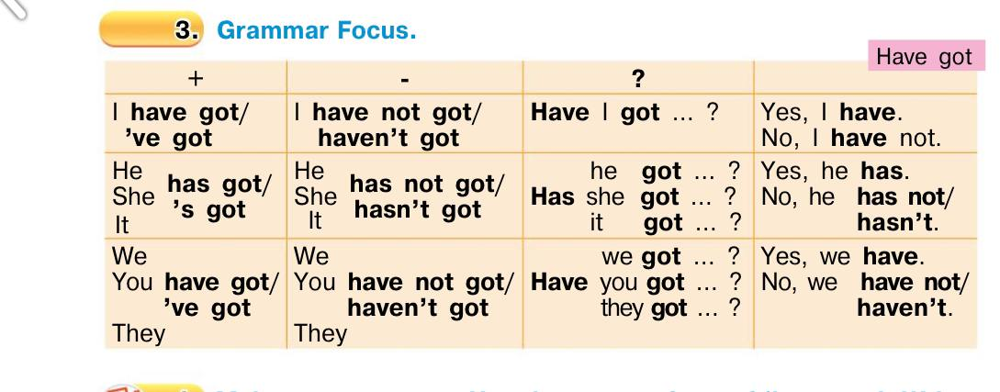 3. Grammar Focus.
Have got
+ - ?
I have got/ I have not got/ Have I got ... ? Yes, I have.
've got haven't got No, I have not.
He He he got ... ? Yes, he has.
She has got/ She has not got/ Has she got ... ? No, he has not/
It 's got It hasn't got it got ... ? hasn't.
We We we got ... ? Yes, we have.
You have got/ You have not got/ Have you got ... ? No, we have not/
've got haven't got they got ... ? haven't.
They They